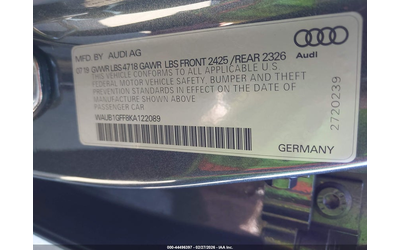 MFD. BY AUDI AG
07/18 GVWR LBS 4718 GAWR LBS FRONT 2425 /REAR 2326
THIS VEHICLE CONFORMS TO ALL APPLICABLE U.S.
FEDERAL MOTOR VEHICLE SAFETY, BUMPER AND THEFT
PREVENTION STANDARDS IN EFFECT ON THE DATE OF
MANUFACTURE SHOWN ABOVE
WAUB1GFF8KA122089
PASSENGER CAR
Audi
2720239
GERMANY
000-44496397 - 02/27/2026 - IAA Inc.